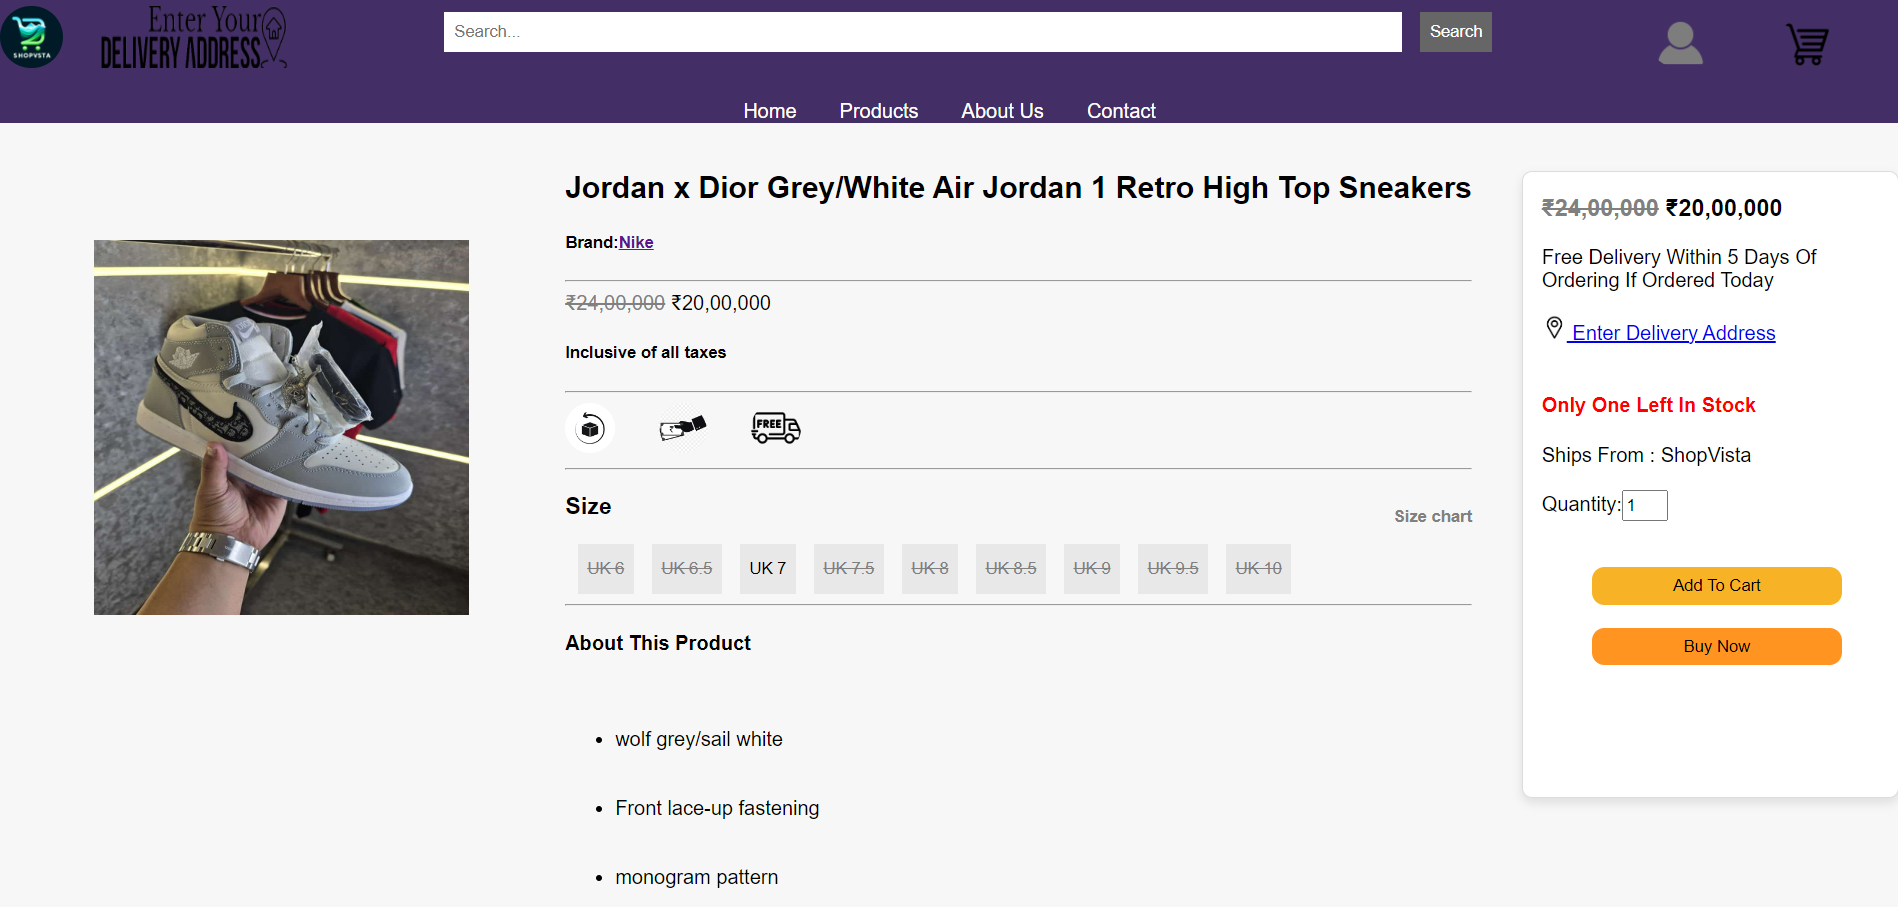 SHOPVSTA
Enter Your
DELIVERY ADDRESS
Search...
Search
Home
Products
About Us
Contact
Jordan x Dior Grey/White Air Jordan 1 Retro High Top Sneakers
Brand:Nike
₹24,00,000 ₹20,00,000
Inclusive of all taxes
FREE
Size
Size chart
UK 6
UK 6.5
UK 7
UK 7.5
UK 8
UK 8.5
UK 9
UK 9.5
UK 10
About This Product
• wolf grey/sail white
• Front lace-up fastening
• monogram pattern
₹24,00,000 ₹20,00,000
Free Delivery Within 5 Days Of
Ordering If Ordered Today
Enter Delivery Address
Only One Left In Stock
Ships From : ShopVista
Quantity:1
Add To Cart
Buy Now